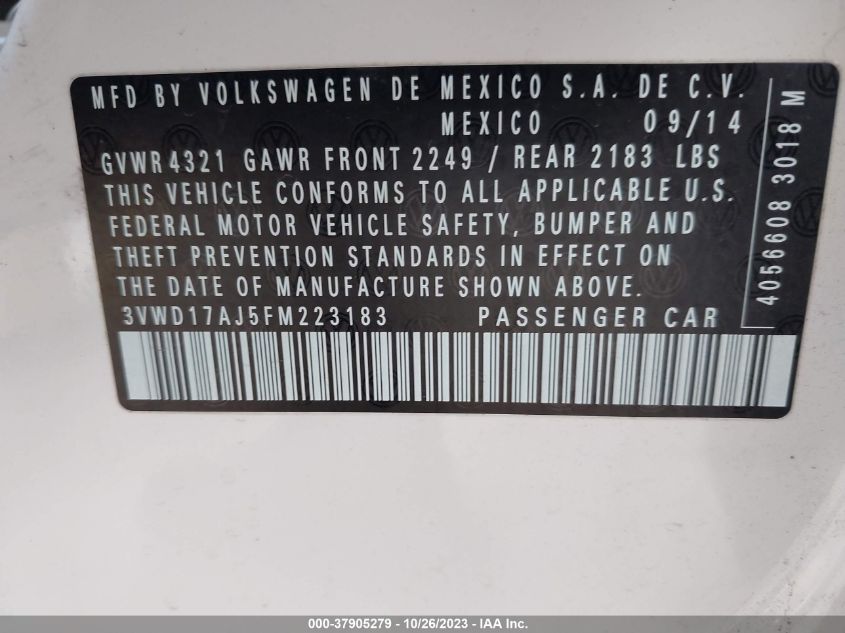 MFD BY VOLKSWAGEN DE MEXICO S.A. DE C.V.
MEXICO 09/14
GVWR 4321 GAWR FRONT 2249 / REAR 2183 LBS
THIS VEHICLE CONFORMS TO ALL APPLICABLE U.S.
FEDERAL MOTOR VEHICLE SAFETY, BUMPER AND
THEFT PREVENTION STANDARDS IN EFFECT ON
THE DATE OF MANUFACTURE SHOWN ABOVE.
3VWD17AJ5FM223183 PASSENGER CAR
4056608 3018 M
000-37905279 - 10/26/2023 - IAA Inc.